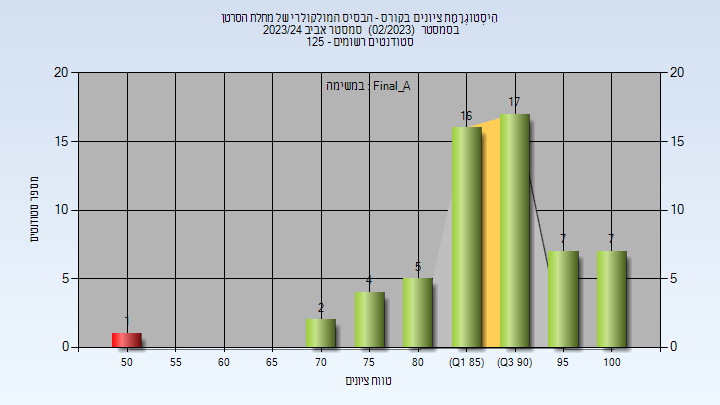 היסטוגרמת ציונים בקורס - הבסיס המולקולרי של מחלת הסרטן
בסמסטר (02/2023) סמסטר אביב 2023/24
סטודנטים רשומים - 125
במשימה : Final_A
20 20
15 15
10 10
5 5
0 0
מספר סטודנטים
1 2 4 5 16 17 7 7
50 55 60 65 70 75 80 (Q1 85) (Q3 90) 95 100
טווח ציונים